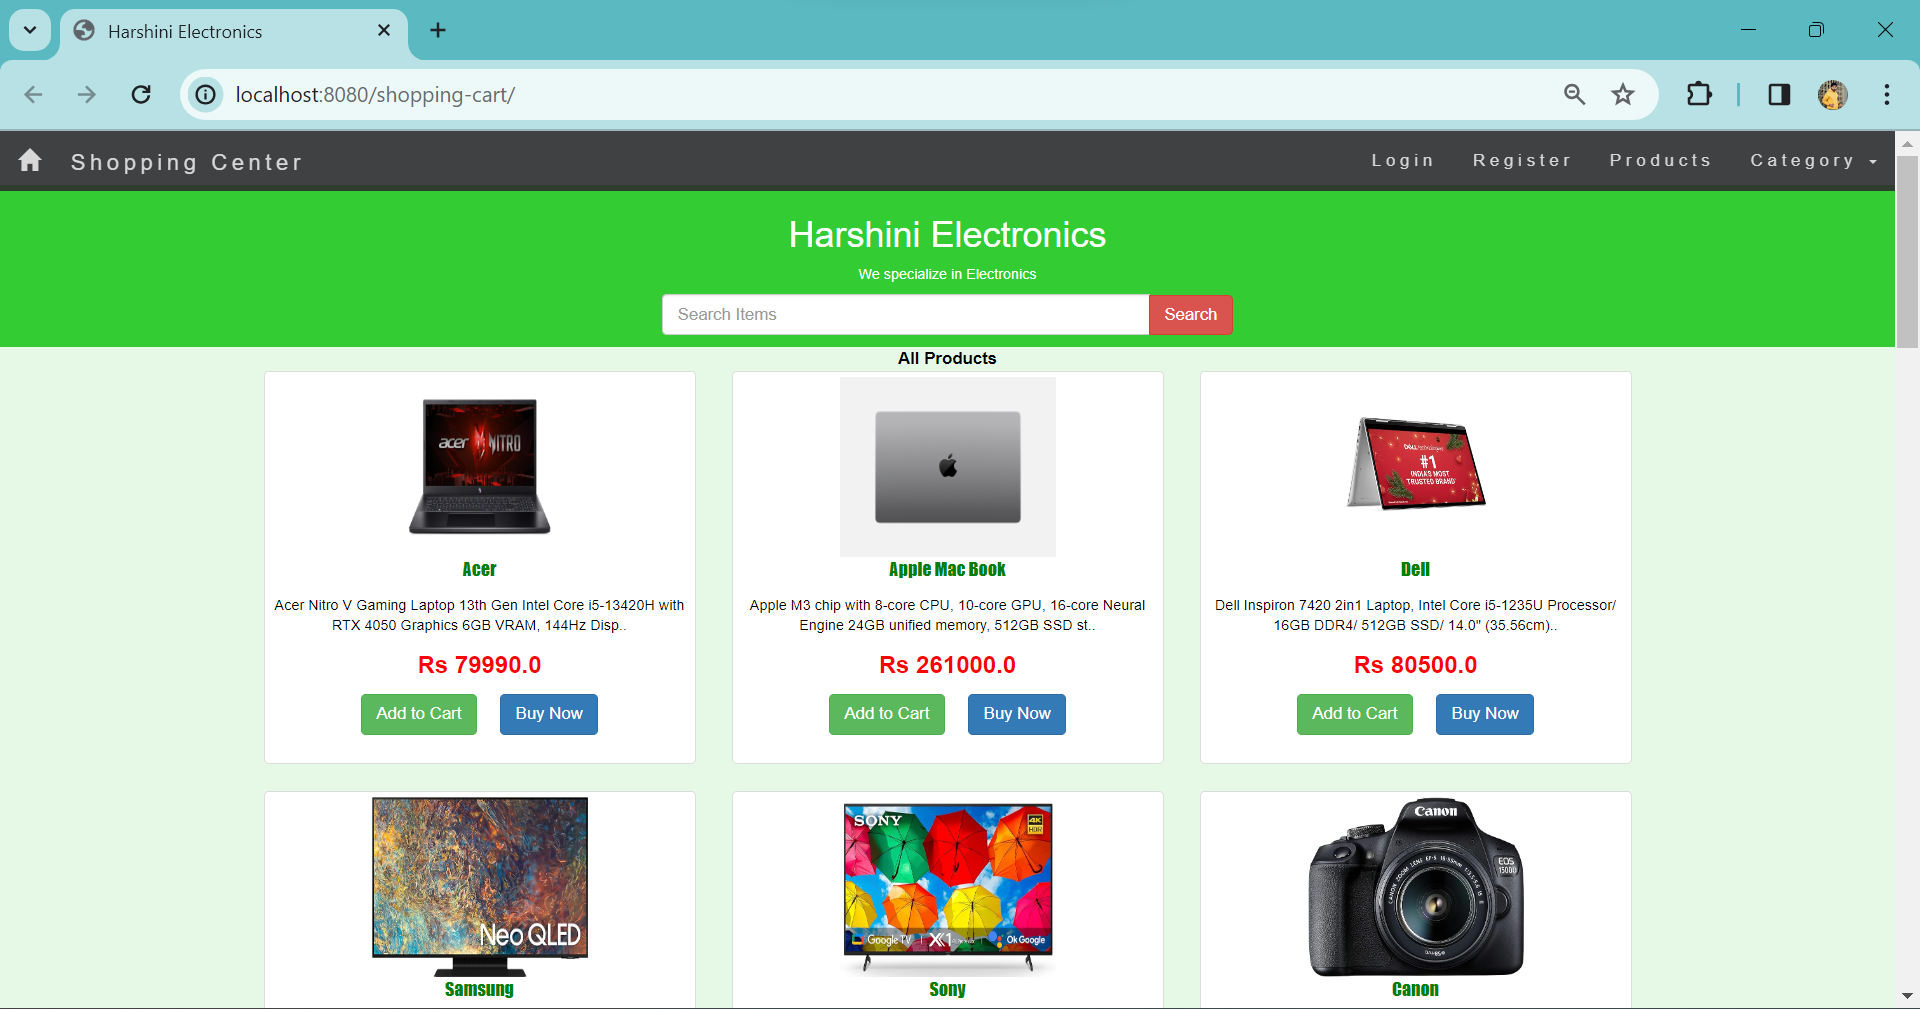 Harshini Electronics
localhost:8080/shopping-cart/
Shopping Center
Login Register Products Category
Harshini Electronics
We specialize in Electronics
Search Items Search
All Products
acer NITRO
#1
INDIA'S MOST
TRUSTED BRAND
Acer
Acer Nitro V Gaming Laptop 13th Gen Intel Core i5-13420H with
RTX 4050 Graphics 6GB VRAM, 144Hz Disp..
Rs 79990.0
Add to Cart Buy Now
Apple Mac Book
Apple M3 chip with 8-core CPU, 10-core GPU, 16-core Neural
Engine 24GB unified memory, 512GB SSD st..
Rs 261000.0
Add to Cart Buy Now
Dell
Dell Inspiron 7420 2in1 Laptop, Intel Core i5-1235U Processor/
16GB DDR4/ 512GB SSD/ 14.0" (35.56cm)..
Rs 80500.0
Add to Cart Buy Now
Neo QLED
Samsung
SONY
4K
HDR
Google TV X1 Ok Google
Sony
Canon
EOS
1500D
CANON ZOOM LENS EF-S 18-55mm
Canon